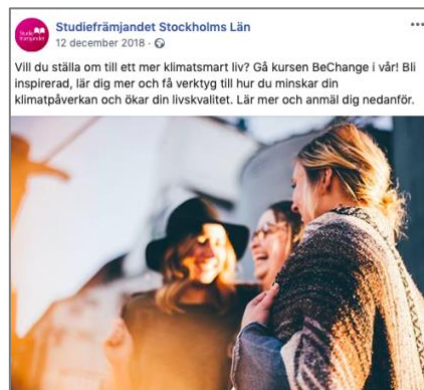 Studiefrämjandet Stockholms Län
12 december 2018 ·
Vill du ställa om till ett mer klimatsmart liv? Gå kursen BeChange i vår! Bli
inspirerad, lär dig mer och få verktyg till hur du minskar din
klimatpåverkan och ökar din livskvalitet. Lär mer och anmäl dig nedanför.